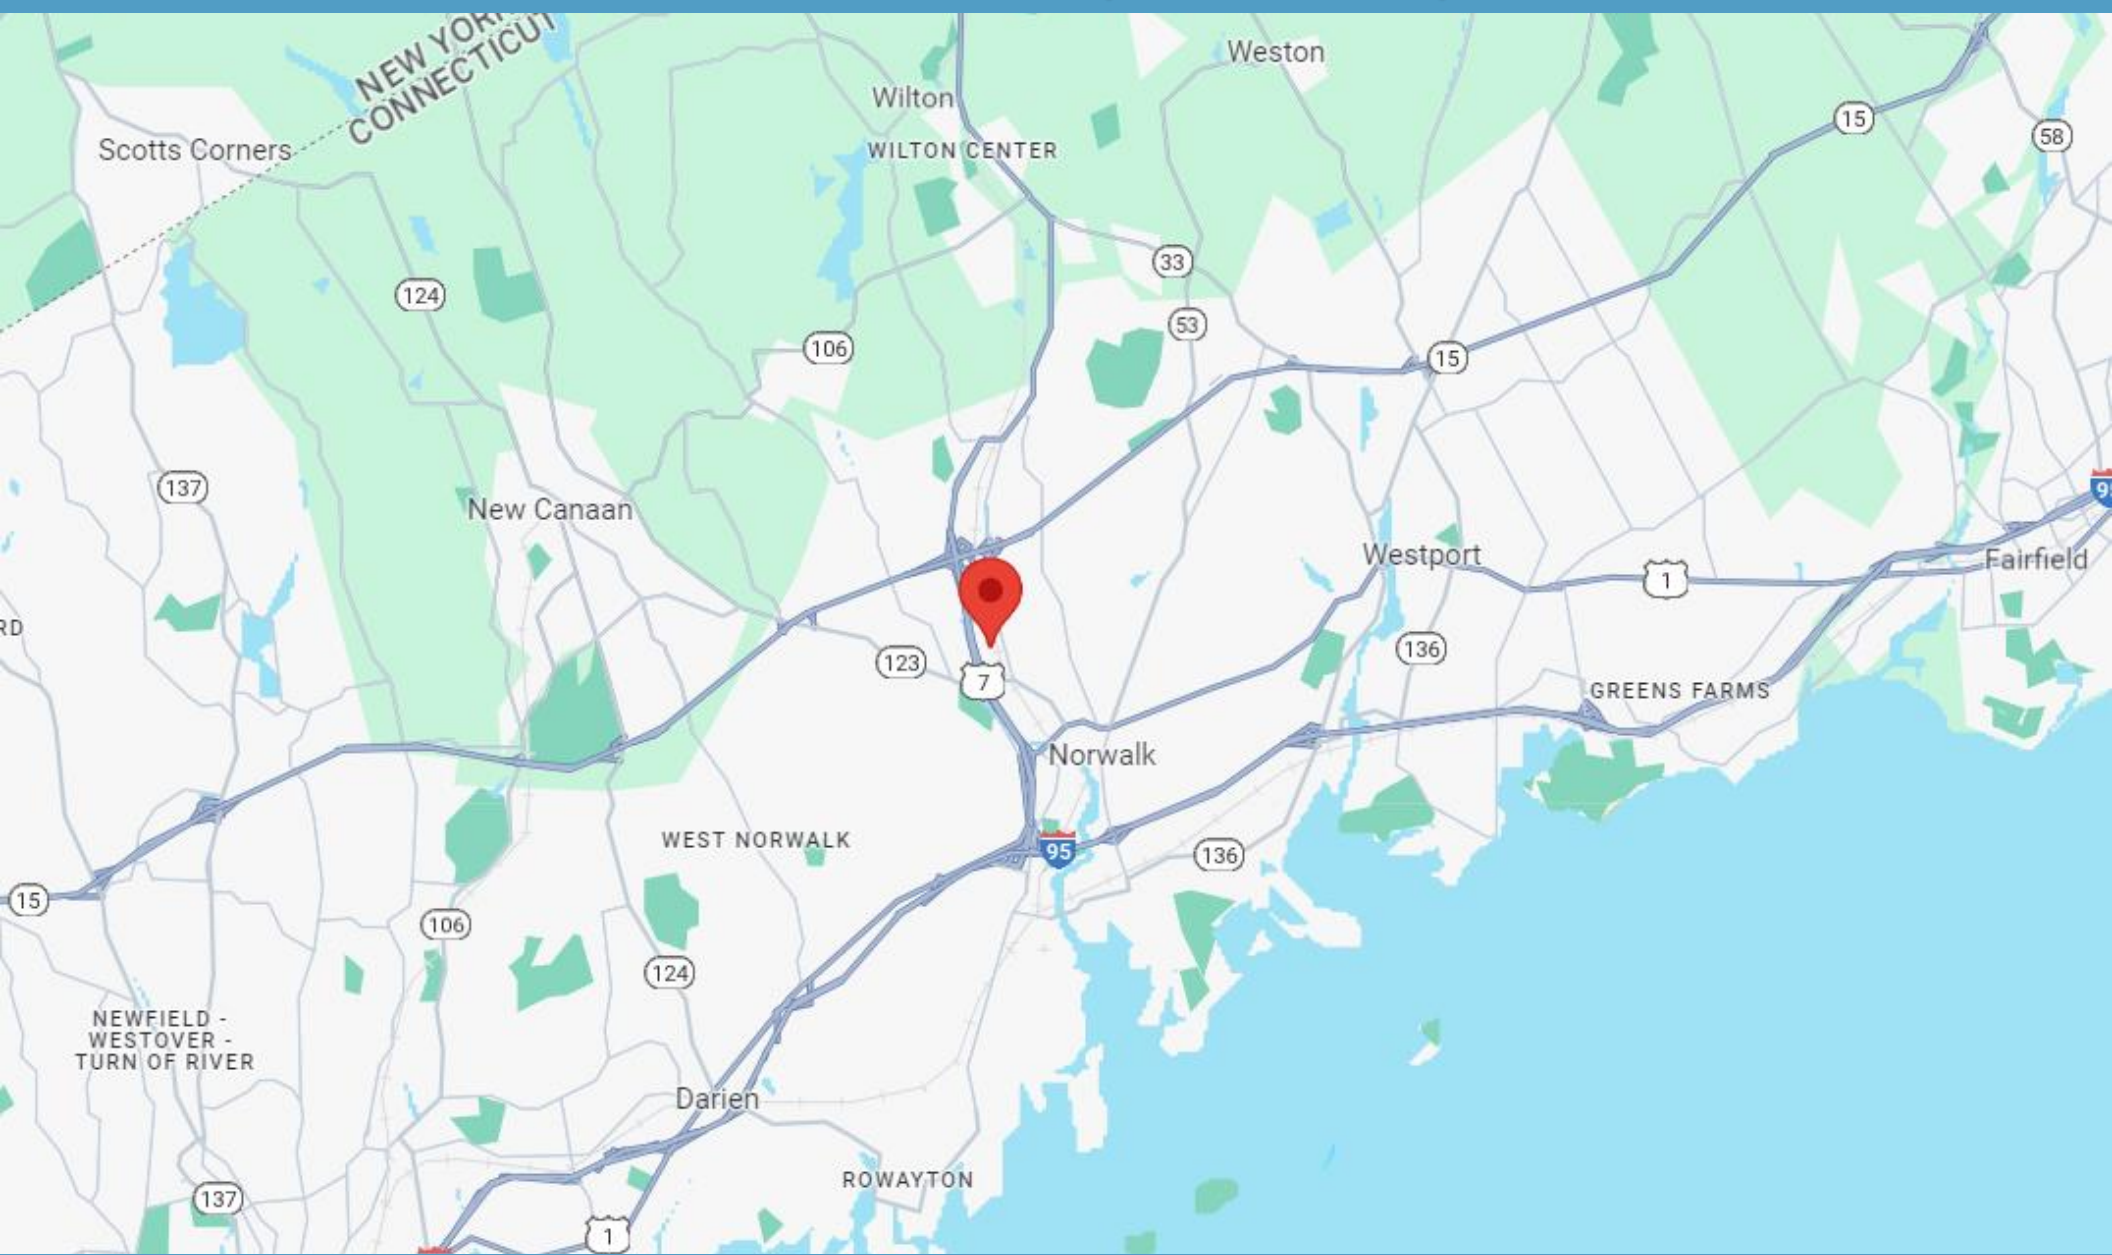 NEW YORK
CONNECTICUT
Weston
Wilton
15
58
WILTON CENTER
Scotts Corners
33
124
53
106
15
137
New Canaan
Westport
Fairfield
1
123
136
7
GREENS FARMS
Norwalk
WEST NORWALK
95
136
15
106
124
NEWFIELD -
WESTOVER -
TURN OF RIVER
Darien
ROWAYTON
137
1